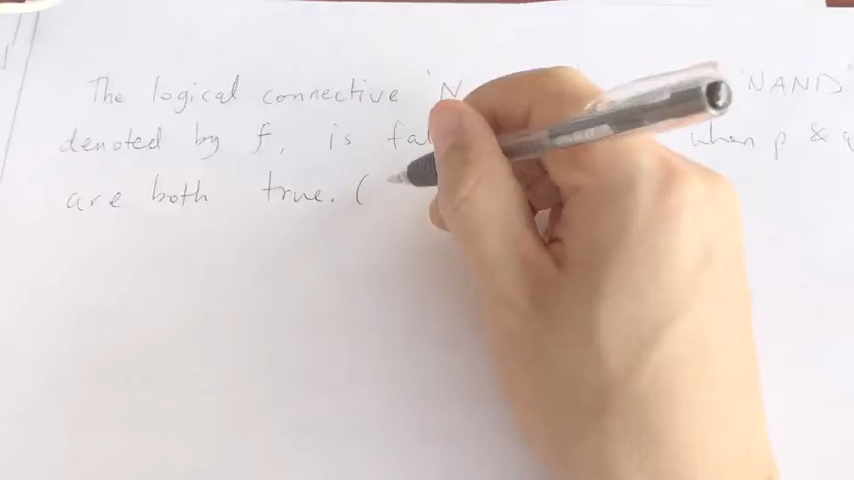 The logical connective 'N 'NAND'
denoted by f, is fal when p & q
are both true. (